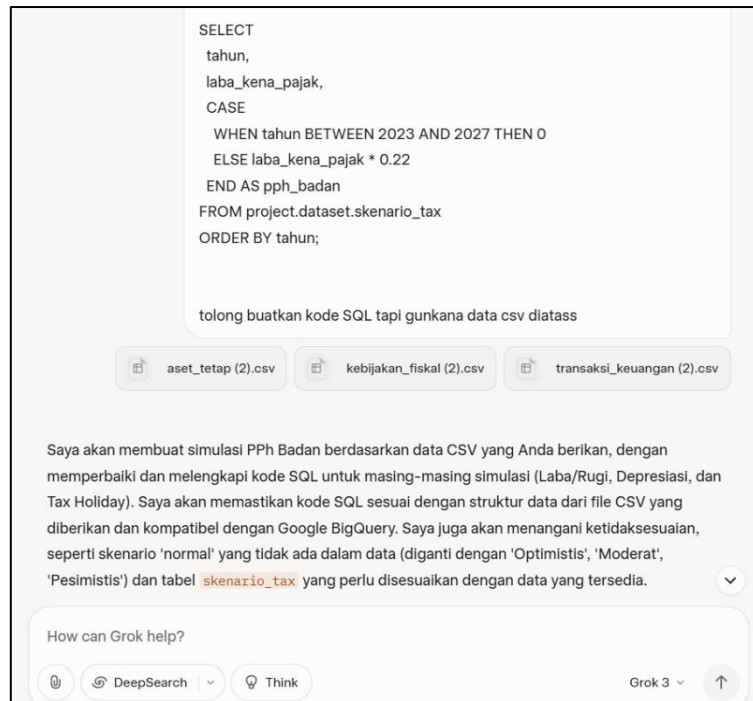 SELECT
tahun,
laba_kena_pajak,
CASE
WHEN tahun BETWEEN 2023 AND 2027 THEN 0
ELSE laba_kena_pajak * 0.22
END AS pph_badan
FROM project.dataset.skenario_tax
ORDER BY tahun;
tolong buatkan kode SQL tapi gunkana data csv diatass
aset_tetap (2).csv kebijakan_fiskal (2).csv transaksi_keuangan (2).csv
Saya akan membuat simulasi PPh Badan berdasarkan data CSV yang Anda berikan, dengan
memperbaiki dan melengkapi kode SQL untuk masing-masing simulasi (Laba/Rugi, Depresiasi, dan
Tax Holiday). Saya akan memastikan kode SQL sesuai dengan struktur data dari file CSV yang
diberikan dan kompatibel dengan Google BigQuery. Saya juga akan menangani ketidaksesuaian,
seperti skenario 'normal' yang tidak ada dalam data (diganti dengan 'Optimistis', 'Moderat',
'Pesimistis') dan tabel skenario_tax yang perlu disesuaikan dengan data yang tersedia.
How can Grok help?
DeepSearch Think Grok 3